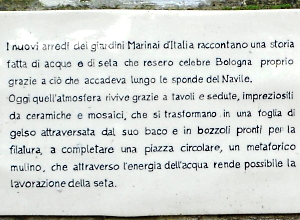 I nuovi arredi dei giardini Marinai d'Italia raccontano una storia
fatta di acque e di seta che resero celebre Bologna proprio
grazie a ciò che accadeva lungo le sponde del Navile.
Oggi quell'atmosfera rivive grazie a tavoli e sedute, impreziositi
da ceramiche e mosaici, che si trasformano in una foglia di
gelso attraversata dal suo baco e in bozzoli pronti per la
filatura, a completare una piazza circolare, un metaforico
mulino, che attraverso l'energia dell'acqua rende possibile la
lavorazione della seta.